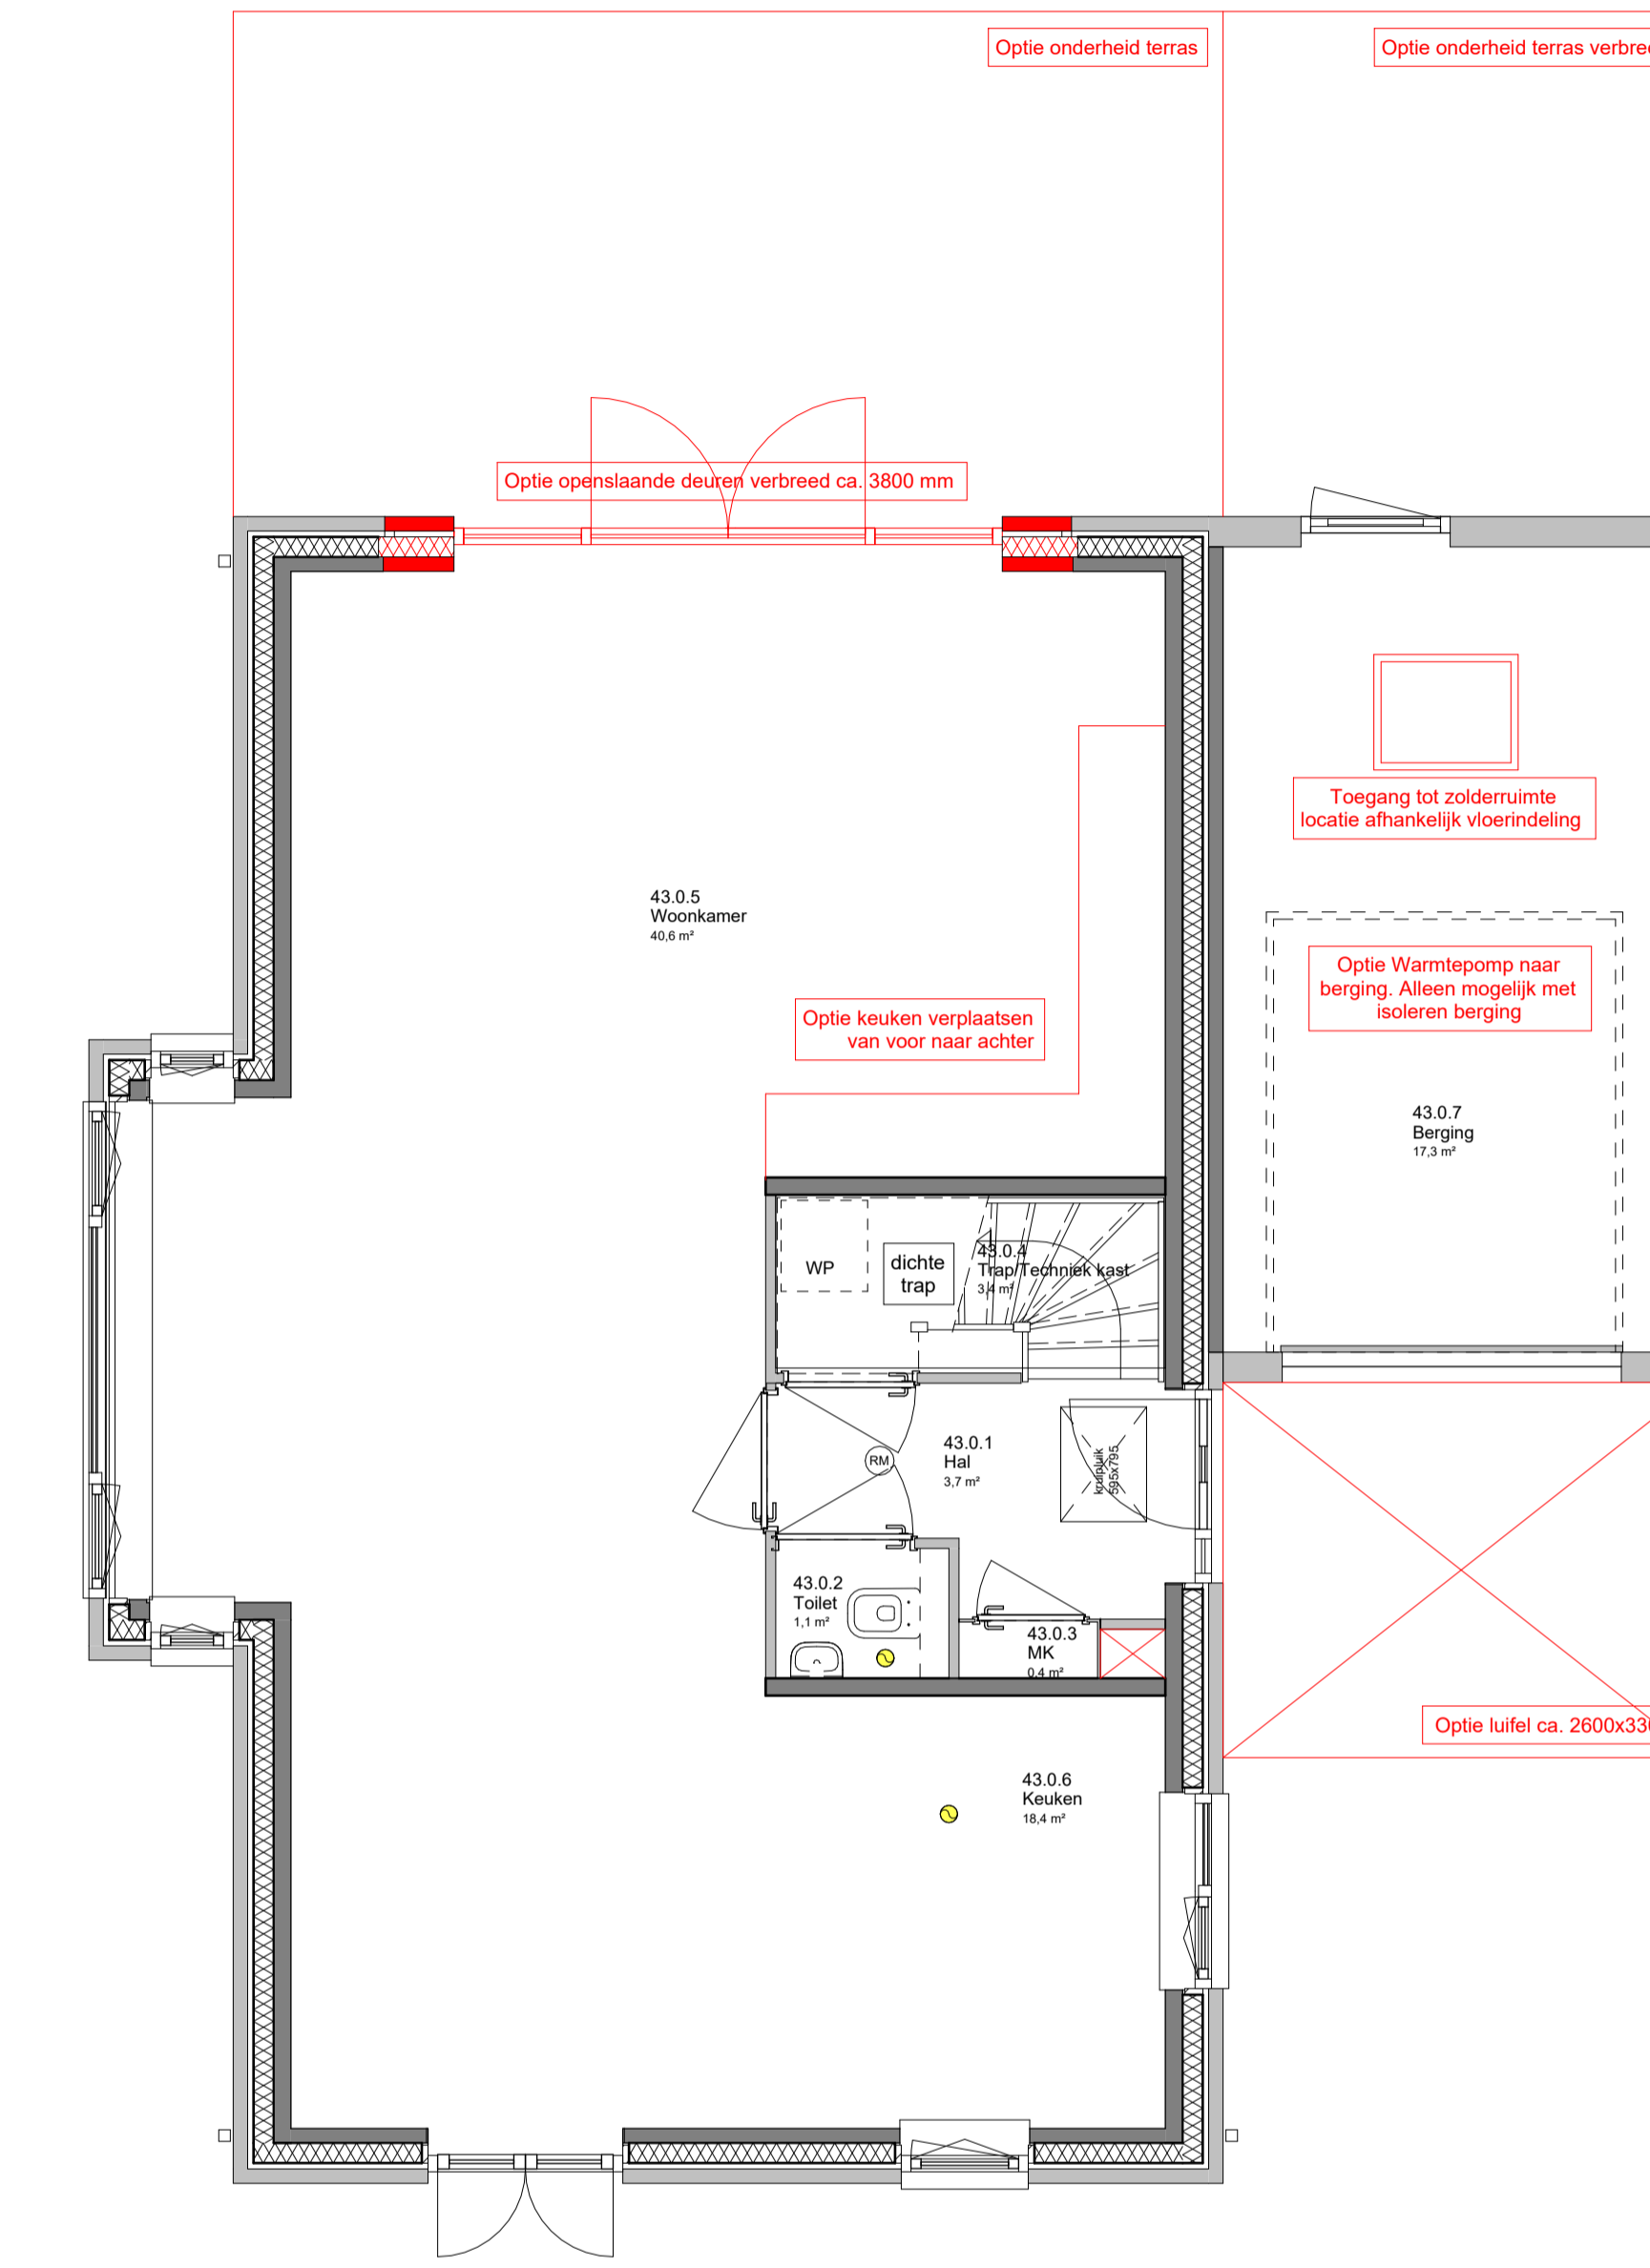 Optie onderheid terras
Optie onderheid terras
Optie openslaande deuren verbreed ca. 3800 mm
Toegang tot zolderruimte
locatie afhankelijk vloerindeling
43.0.5
Woonkamer
40,6 m²
Optie Warmtepomp naar
berging. Alleen mogelijk met
isoleren berging
Optie keuken verplaatsen
van voor naar achter
43.0.7
Berging
17,3 m²
WP
dichte
trap
43.0.4
Trap/Techniek kast
3,4 m²
43.0.1
Hal
3,7 m²
RM
kruipluik
595x795
43.0.2
Toilet
1,1 m²
43.0.3
MK
0,4 m²
Optie luifel ca.
43.0.6
Keuken
18,4 m²